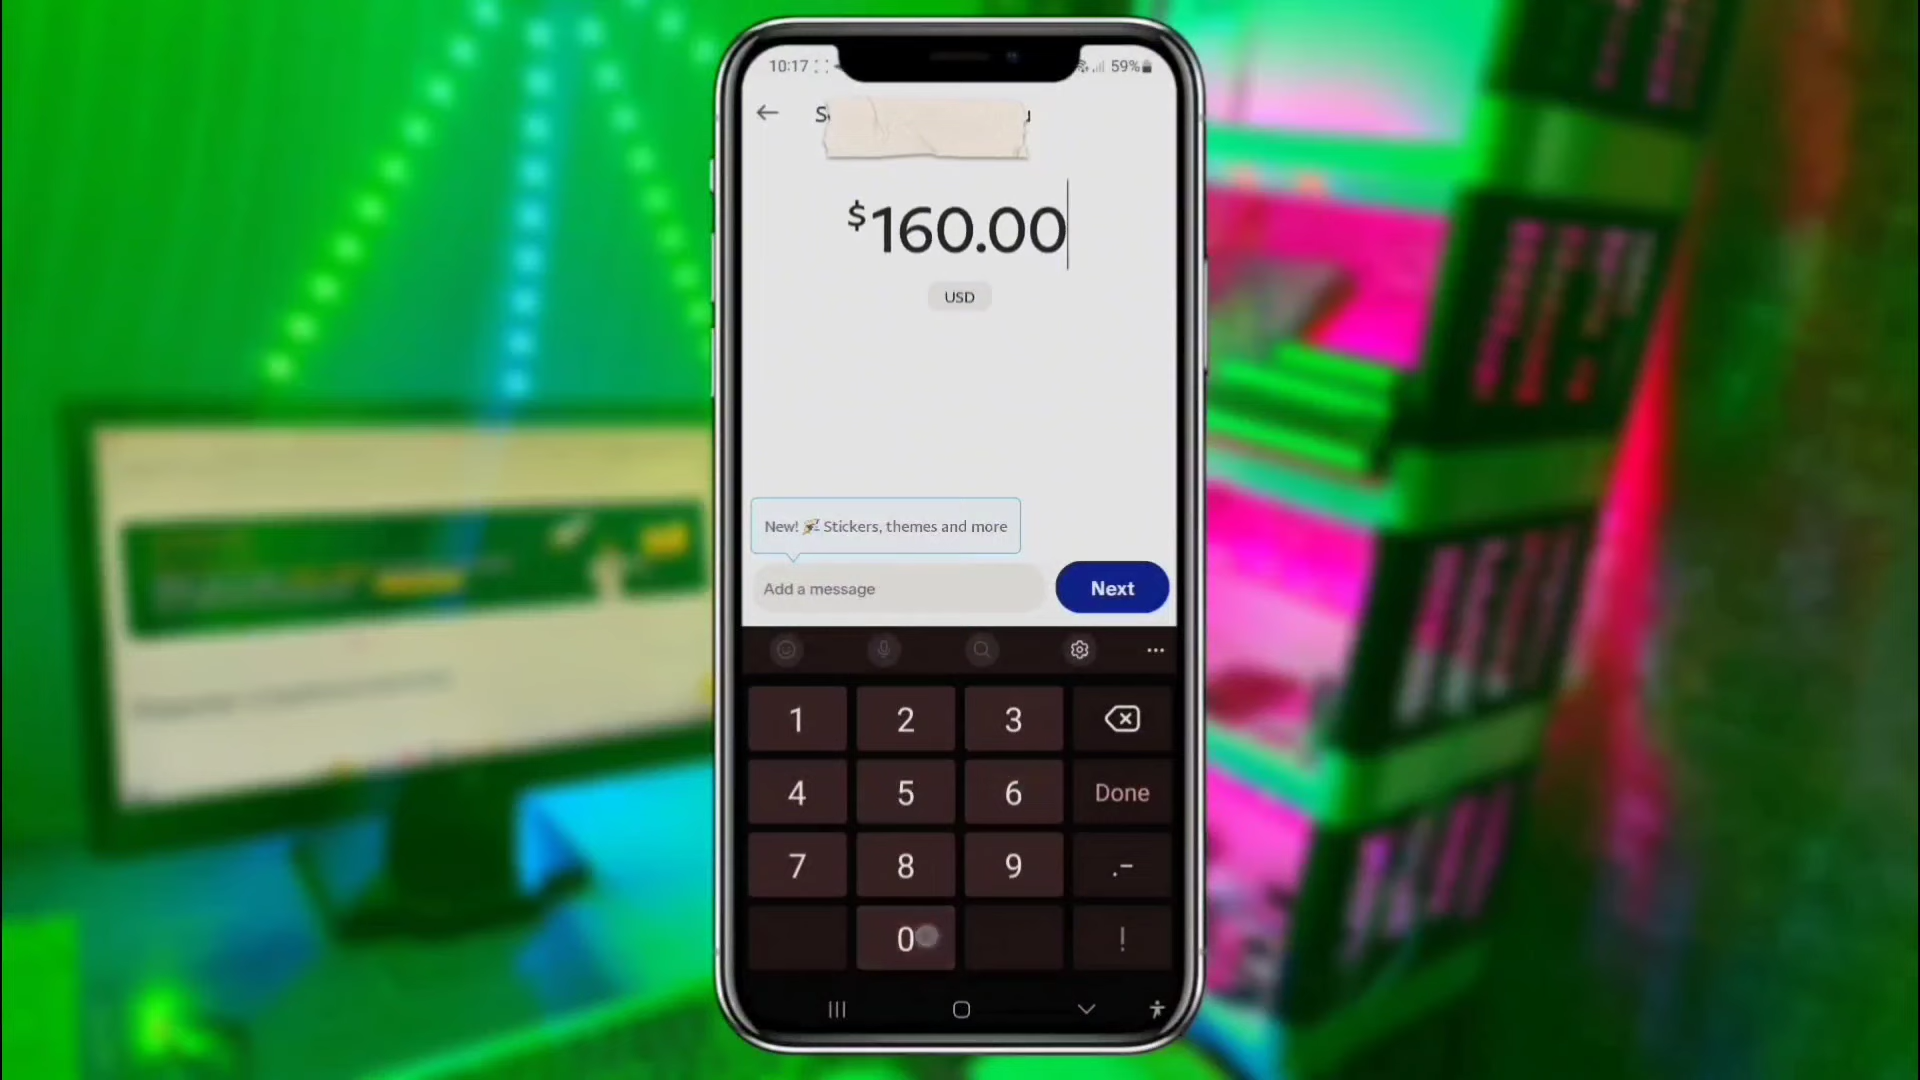 10:17
59%
$160.00
USD
New! Stickers, themes and more
Add a message
Next
1 2 3
4 5 6 Done
7 8 9 .-
0 !